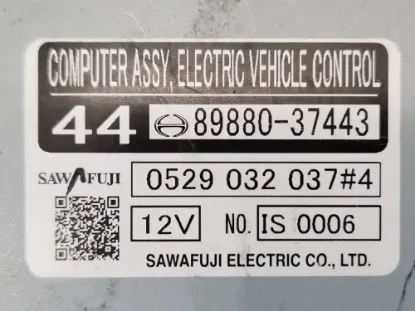 COMPUTER ASSY, ELECTRIC VEHICLE CONTROL
44 89880-37443
SAWAFUJI 0529 032 037#4
12V NO. IS 0006
SAWAFUJI ELECTRIC CO., LTD.